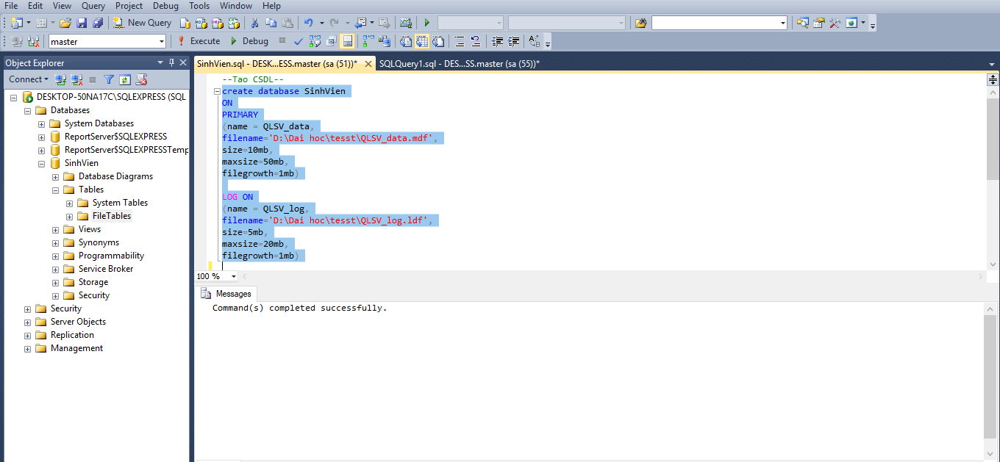 File Edit View Query Project Debug Tools Window Help
New Query
master Execute Debug
Object Explorer
Connect
DESKTOP-50NA17C\SQLEXPRESS (SQL
Databases
System Databases
ReportServer$SQLEXPRESS
ReportServer$SQLEXPRESSTemp
SinhVien
Database Diagrams
Tables
System Tables
FileTables
Views
Synonyms
Programmability
Service Broker
Storage
Security
Security
Server Objects
Replication
Management
SinhVien.sql - DESK...ESS.master (sa (51))* SQLQuery1.sql - DES...SS.master (sa (55))*
--Tao CSDL--
create database SinhVien
ON
PRIMARY
(name = QLSV_data,
filename='D:\Dai hoc\tesst\QLSV_data.mdf',
size=10mb,
maxsize=50mb,
filegrowth=1mb)
LOG ON
(name = QLSV_log,
filename='D:\Dai hoc\tesst\QLSV_log.ldf',
size=5mb,
maxsize=20mb,
filegrowth=1mb)
100 %
Messages
Command(s) completed successfully.